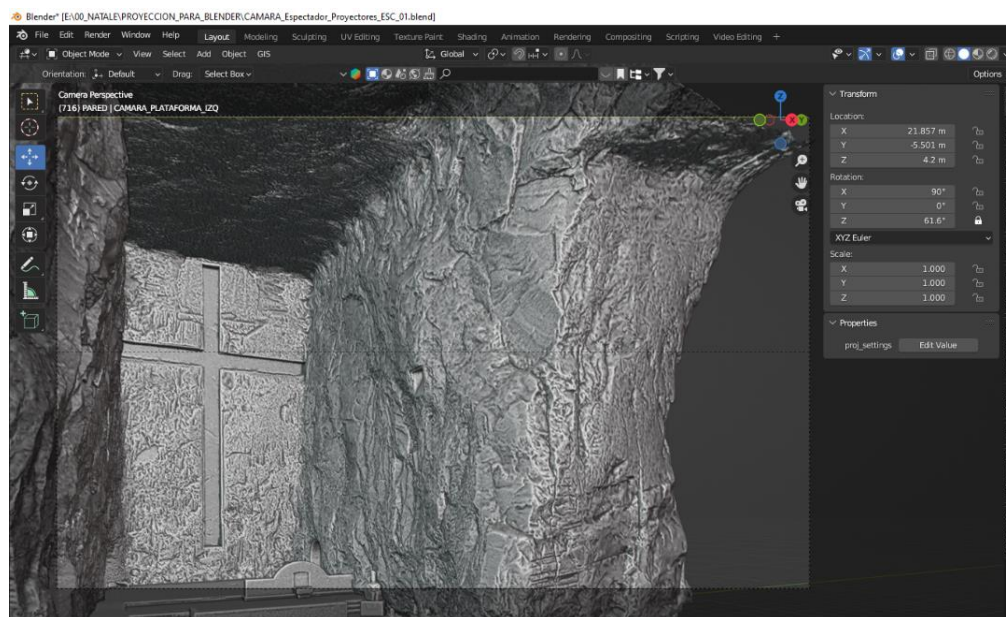 Blender* [E:\00_NATALE\PROYECCION_PARA_BLENDER\CAMARA_Espectador_Proyectores_ESC_01.blend]
File Edit Render Window Help Layout Modeling Sculpting UV Editing Texture Paint Shading Animation Rendering Compositing Scripting Video Editing +
Object Mode View Select Add Object GIS Global
Orientation: Default Drag: Select Box Options
Camera Perspective
(716) PARED | CAMARA_PLATAFORMA_IZQ
Z
X Y
Transform
Location:
X 21.857 m
Y -5.501 m
Z 4.2 m
Rotation:
X 90°
Y 0°
Z 61.6°
XYZ Euler
Scale:
X 1.000
Y 1.000
Z 1.000
Properties
proj_settings Edit Value